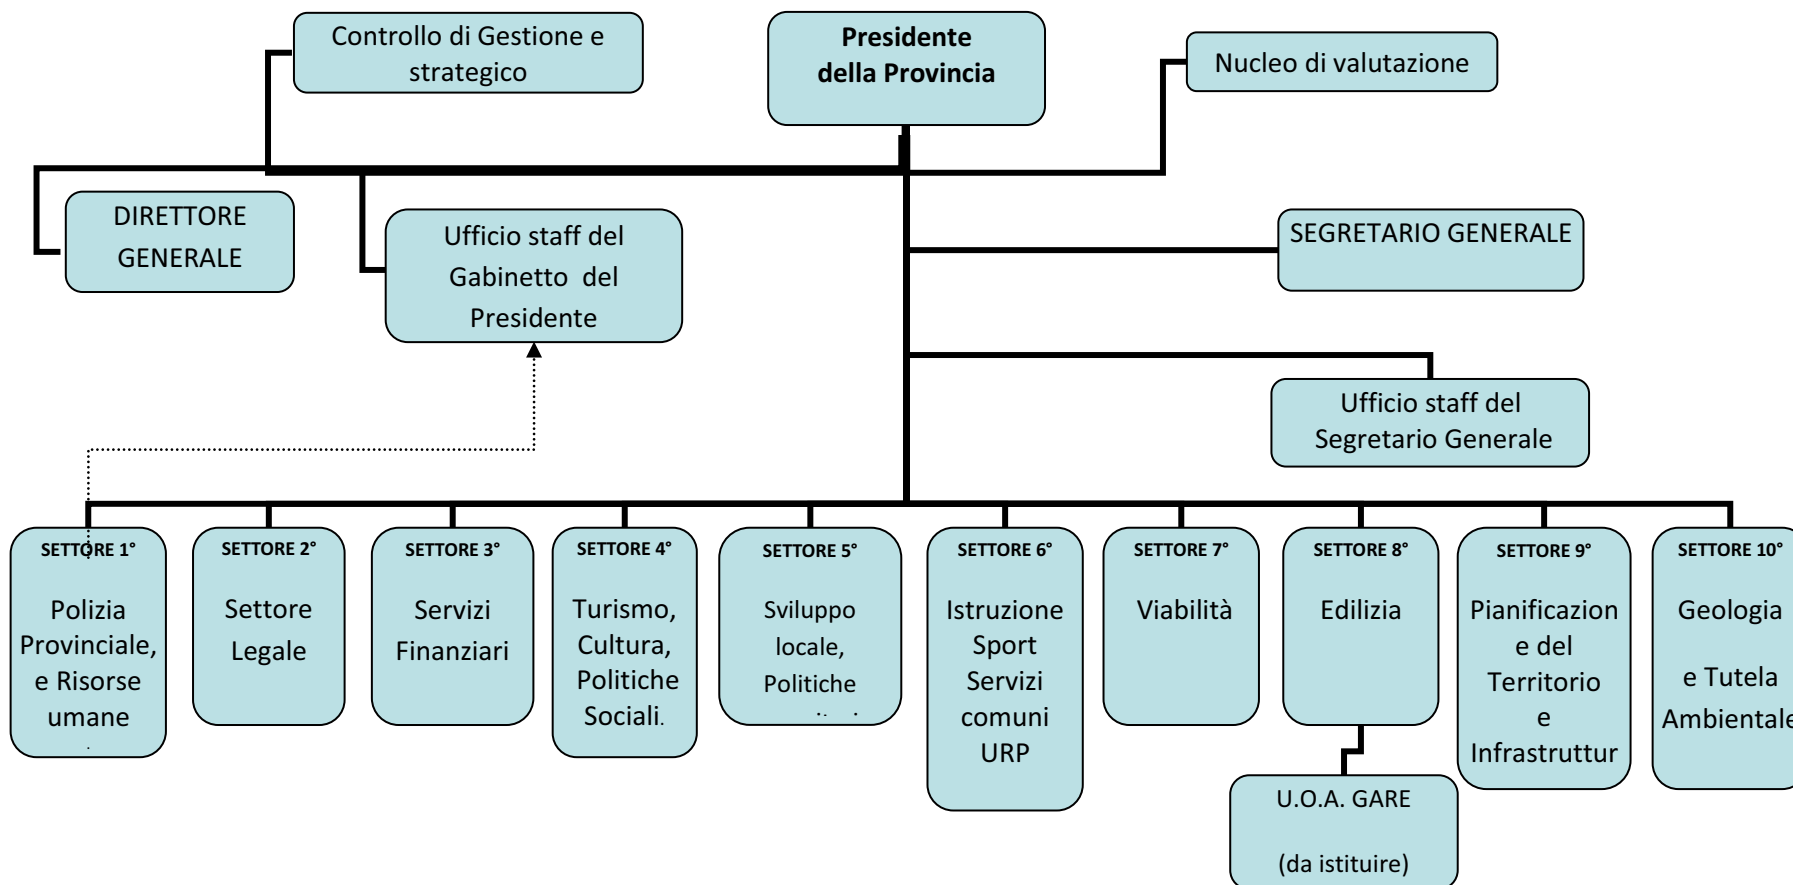 Controllo di Gestione e
strategico
Presidente
della Provincia
Nucleo di valutazione
DIRETTORE
GENERALE
Ufficio staff del
Gabinetto del
Presidente
SEGRETARIO GENERALE
Ufficio staff del
Segretario Generale
SETTORE 1°
Polizia
Provinciale,
e Risorse
umane
SETTORE 2°
Settore
Legale
SETTORE 3°
Servizi
Finanziari
SETTORE 4°
Turismo,
Cultura,
Politiche
Sociali.
SETTORE 5°
Sviluppo
locale,
Politiche
SETTORE 6°
Istruzione
Sport
Servizi
comuni
URP
SETTORE 7°
Viabilità
SETTORE 8°
Edilizia
SETTORE 9°
Pianificazion
e del
Territorio
e
Infrastruttur
SETTORE 10°
Geologia
e Tutela
Ambientale
U.O.A. GARE
(da istituire)